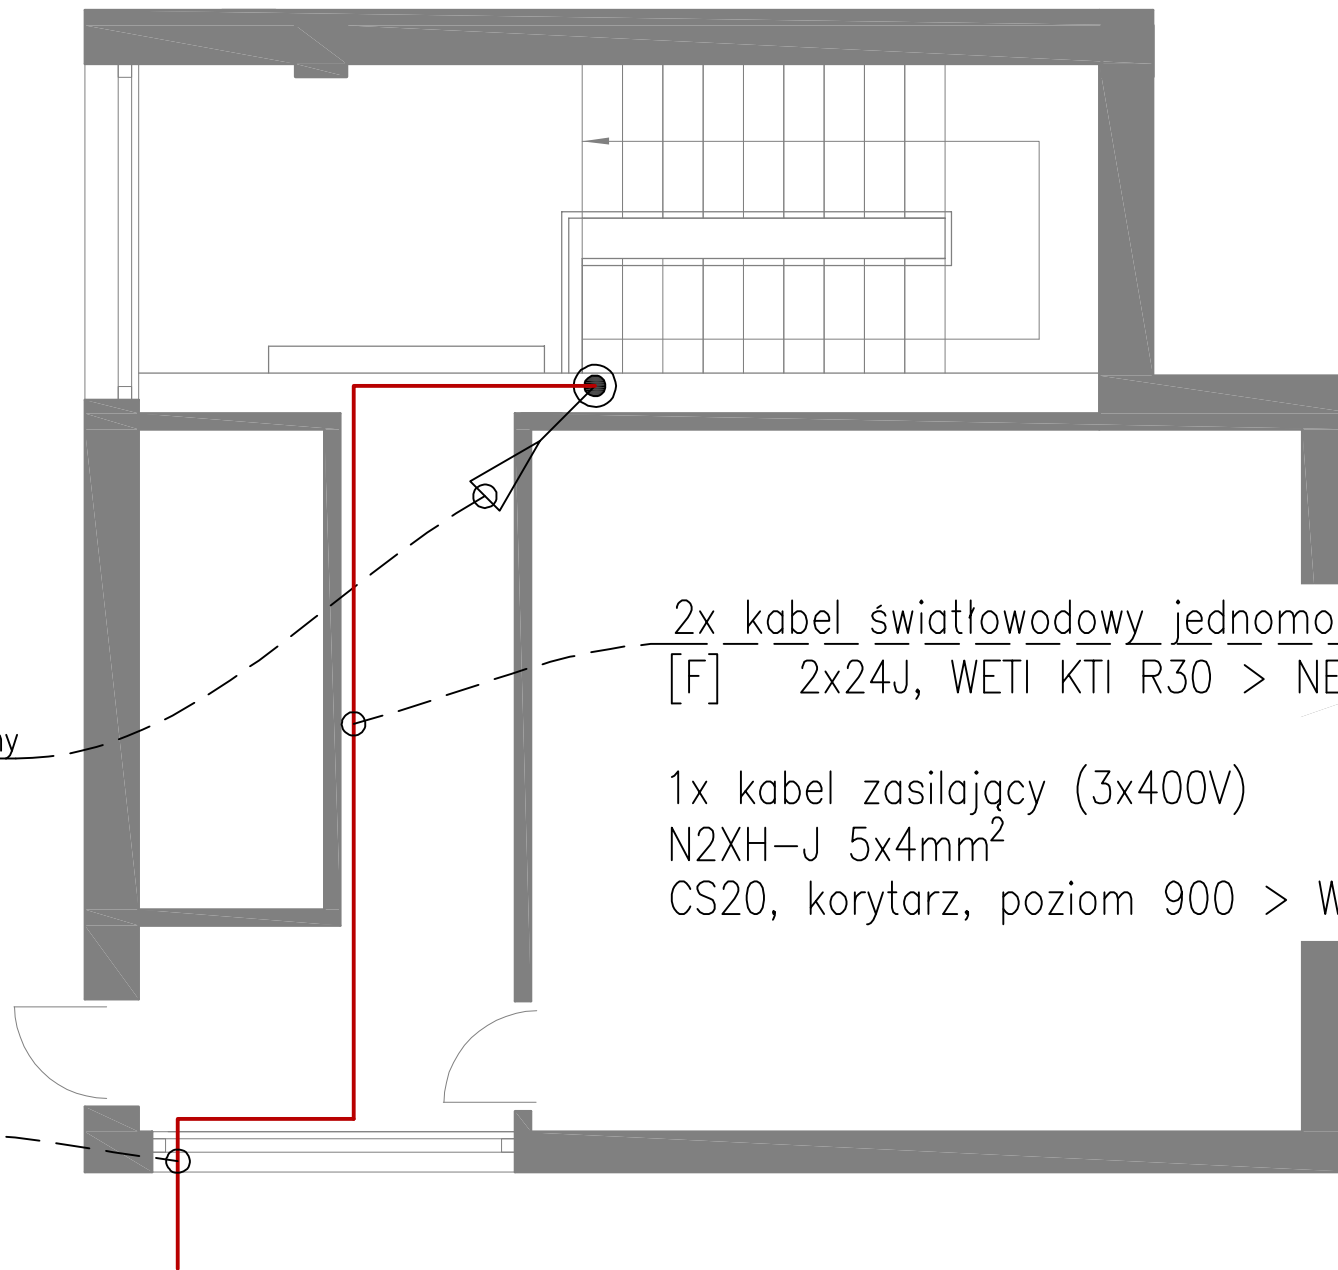 2x kabel światłowodowy jednomo
[F] 2x24J, WETI KTI R30 > NE
ny
1x kabel zasilający (3x400V)
N2XH-J 5x4mm²
CS20, korytarz, poziom 900 > W